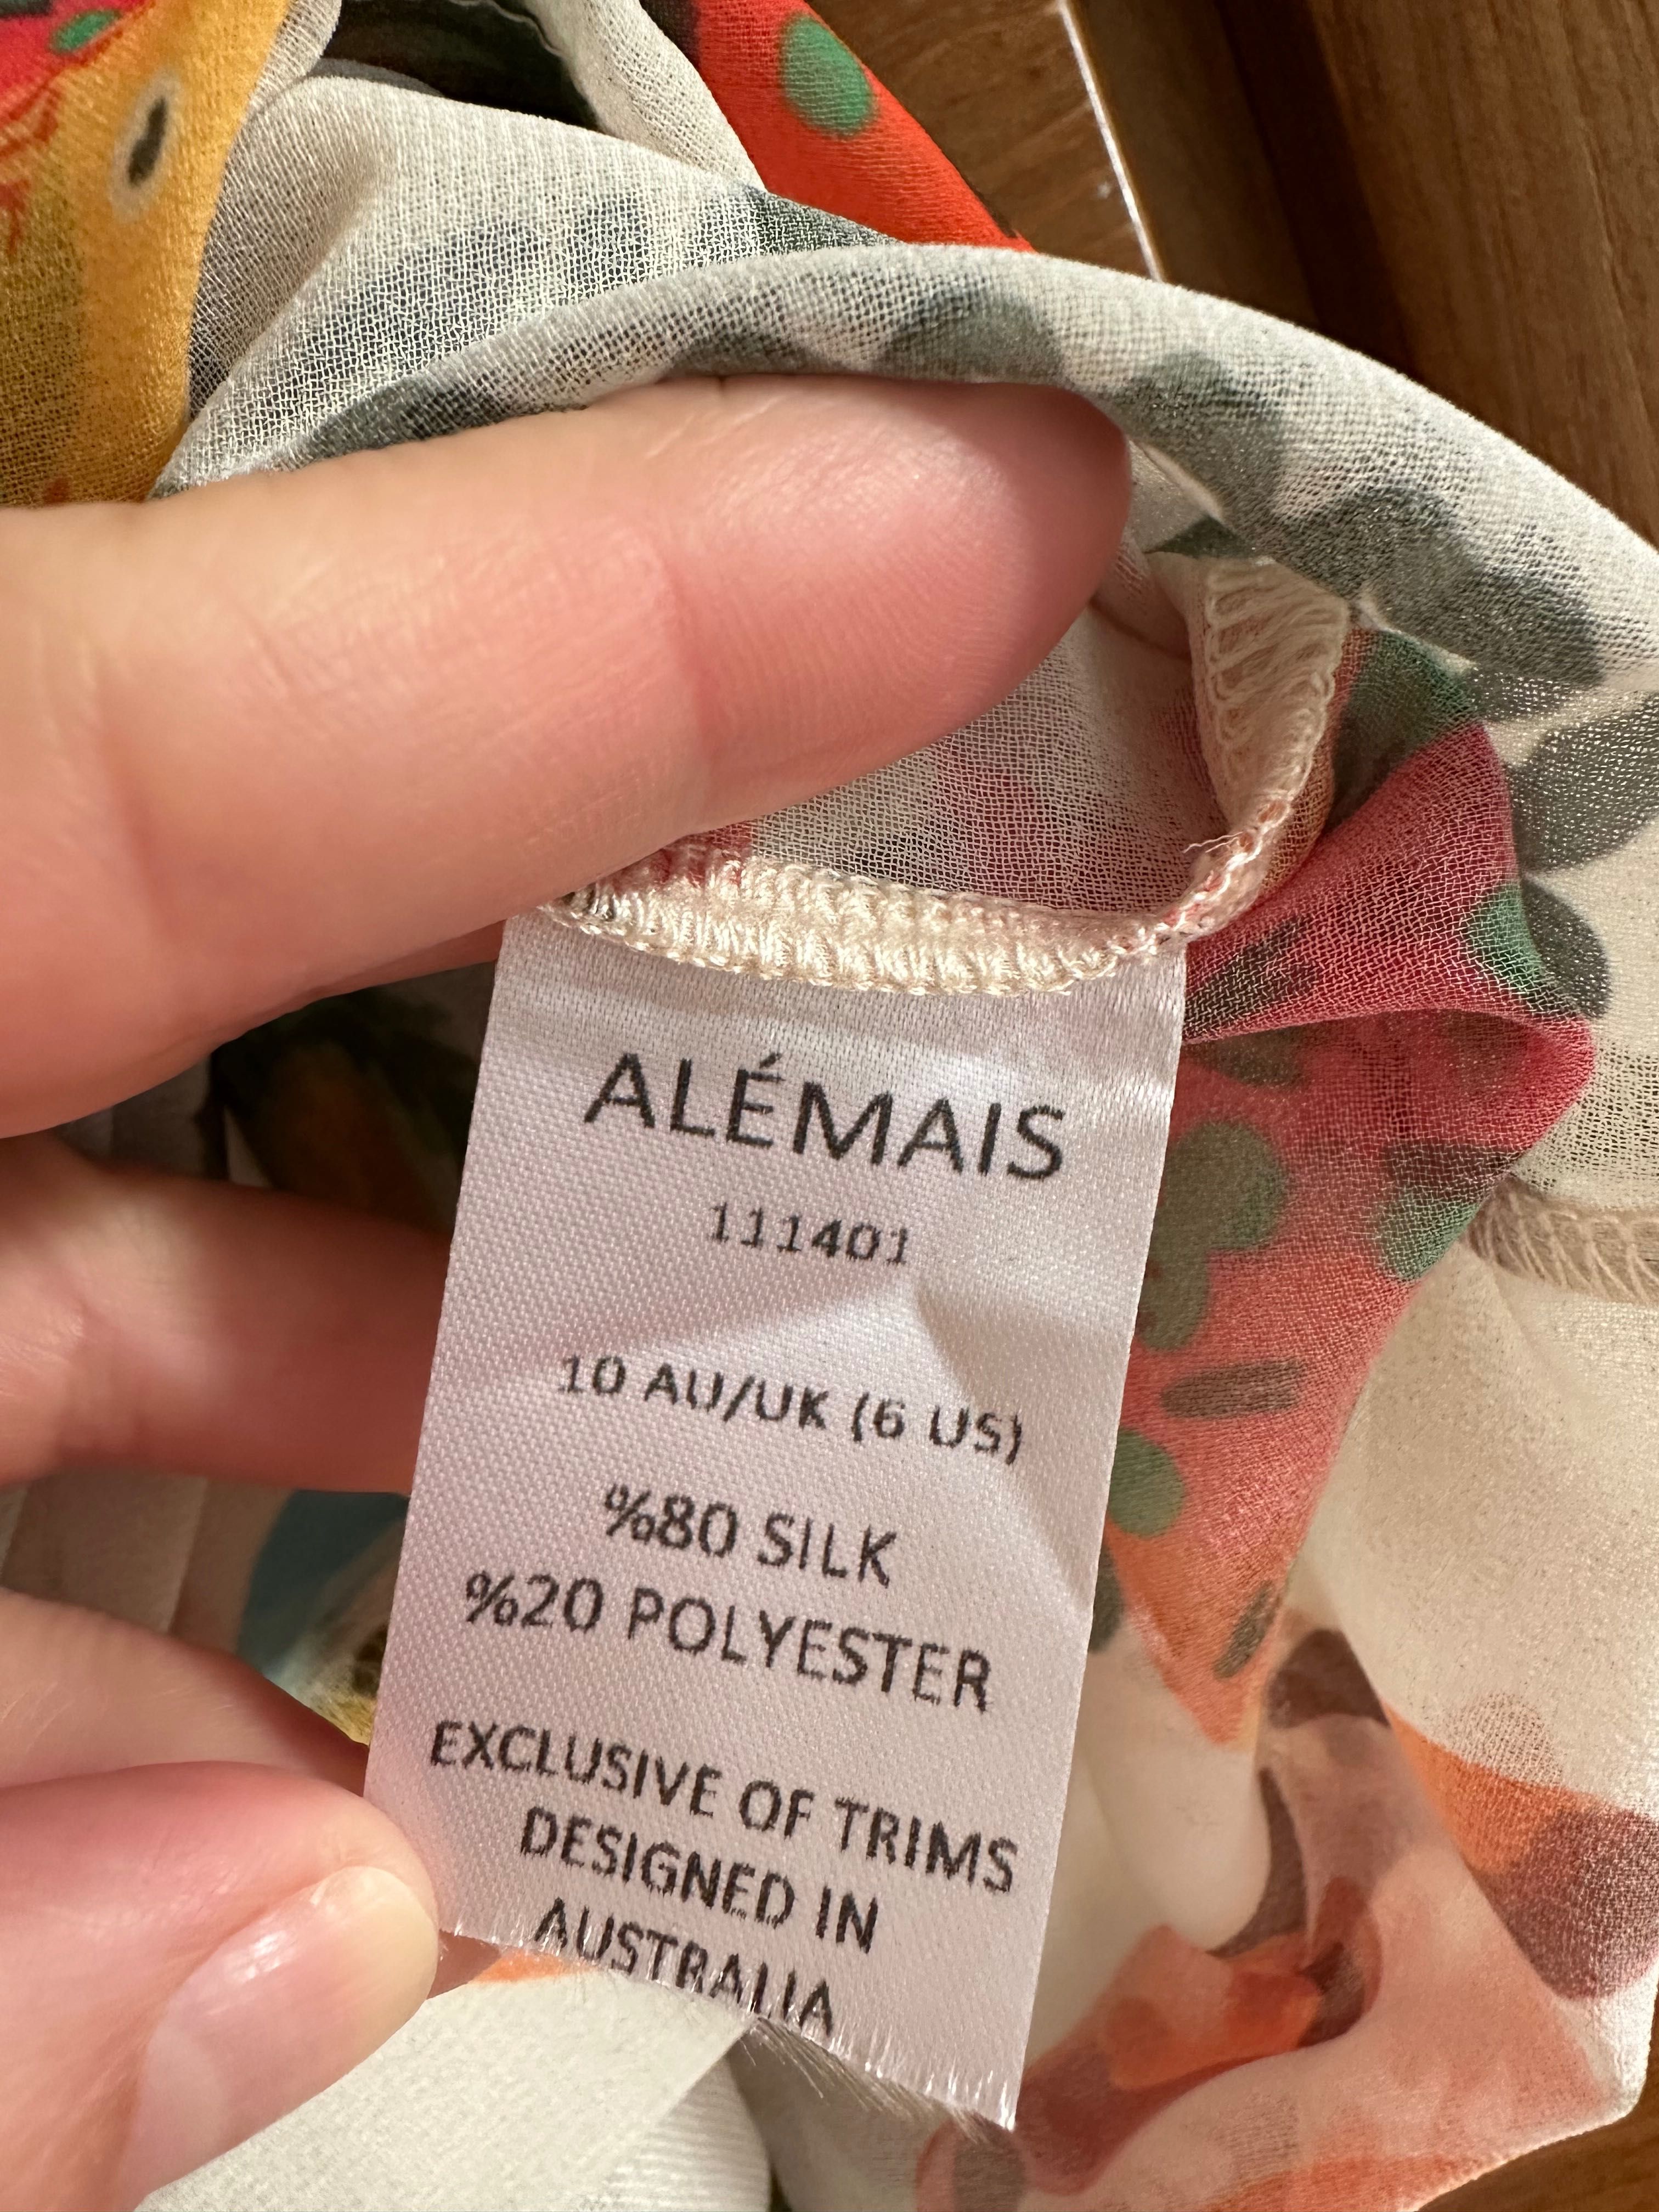 ALÉMAIS
111401
10 AU/UK (6 US)
%80 SILK
%20 POLYESTER
EXCLUSIVE OF TRIMS
DESIGNED IN
AUSTRALIA